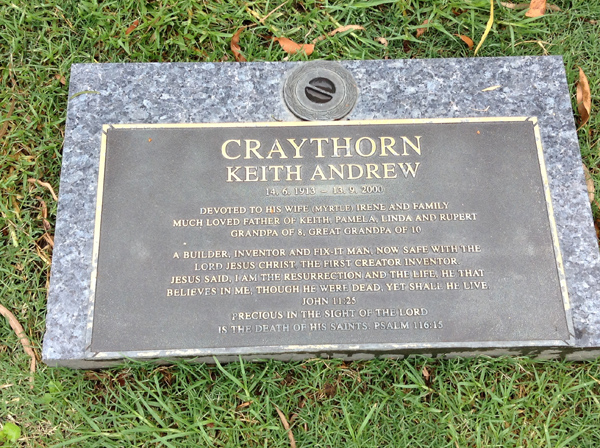 CRAYTHORN
KEITH ANDREW
14. 6. 1913 ~ 13. 9. 2000
DEVOTED TO HIS WIFE (MYRTLE) IRENE AND FAMILY
MUCH LOVED FATHER OF KEITH, PAMELA, LINDA AND RUPERT
GRANDPA OF 8, GREAT GRANDPA OF 10
A BUILDER, INVENTOR AND FIX-IT MAN, NOW SAFE WITH THE
LORD JESUS CHRIST: THE FIRST CREATOR INVENTOR.
JESUS SAID, I AM THE RESURRECTION AND THE LIFE, HE THAT
BELIEVES IN ME, THOUGH HE WERE DEAD, YET SHALL HE LIVE
JOHN 11:25
PRECIOUS IN THE SIGHT OF THE LORD
IS THE DEATH OF HIS SAINTS. PSALM 116:15